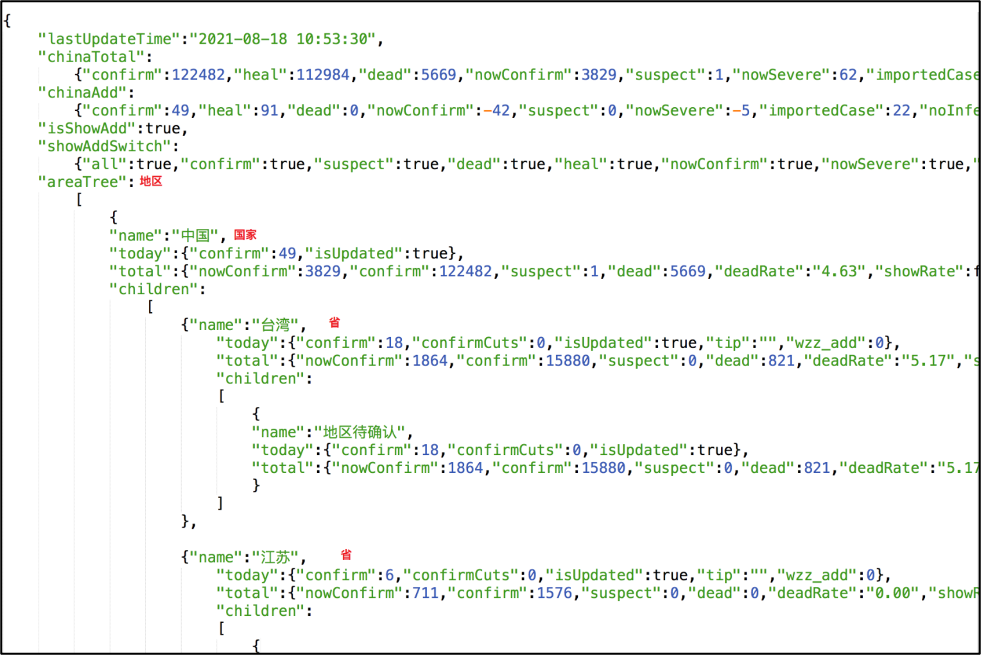 {
"lastUpdateTime":"2021-08-18 10:53:30",
"chinaTotal":
{"confirm":122482,"heal":112984,"dead":5669,"nowConfirm":3829,"suspect":1,"nowSevere":62,"importedCase
"chinaAdd":
{"confirm":49,"heal":91,"dead":0,"nowConfirm":-42,"suspect":0,"nowSevere":-5,"importedCase":22,"noInfe
"isShowAdd":true,
"showAddSwitch":
{"all":true,"confirm":true,"suspect":true,"dead":true,"heal":true,"nowConfirm":true,"nowSevere":true,"
"areaTree": 地区
[
{
"name":"中国", 国家
"today":{"confirm":49,"isUpdated":true},
"total":{"nowConfirm":3829,"confirm":122482,"suspect":1,"dead":5669,"deadRate":"4.63","showRate":f
"children":
[
{"name":"台湾", 省
"today":{"confirm":18,"confirmCuts":0,"isUpdated":true,"tip":"","wzz_add":0},
"total":{"nowConfirm":1864,"confirm":15880,"suspect":0,"dead":821,"deadRate":"5.17","s
"children":
[
{
"name":"地区待确认",
"today":{"confirm":18,"confirmCuts":0,"isUpdated":true},
"total":{"nowConfirm":1864,"confirm":15880,"suspect":0,"dead":821,"deadRate":"5.17
}
]
},
{"name":"江苏", 省
"today":{"confirm":6,"confirmCuts":0,"isUpdated":true,"tip":"","wzz_add":0},
"total":{"nowConfirm":711,"confirm":1576,"suspect":0,"dead":0,"deadRate":"0.00","showR
"children":
[
{